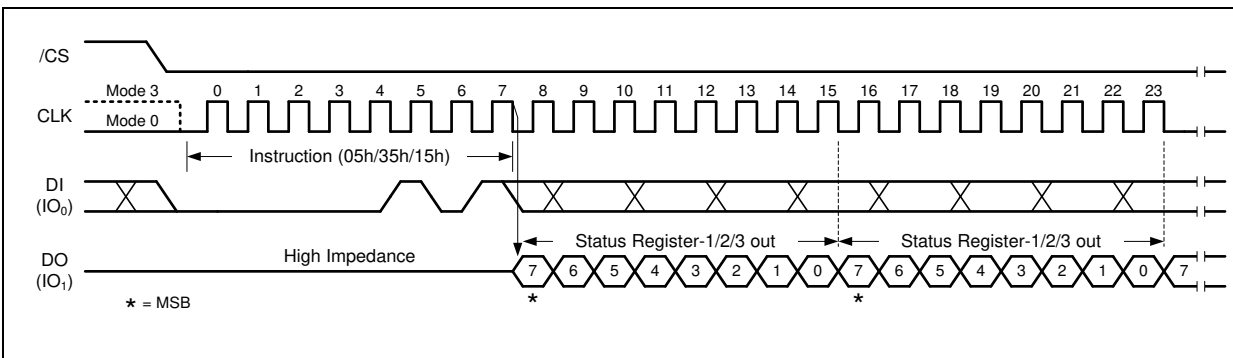 /CS
Mode 3 0 1 2 3 4 5 6 7 8 9 10 11 12 13 14 15 16 17 18 19 20 21 22 23
CLK
Mode 0
Instruction (05h/35h/15h)
DI
(IO₀)
Status Register-1/2/3 out Status Register-1/2/3 out
High Impedance
DO
(IO₁)
7 6 5 4 3 2 1 0 7 6 5 4 3 2 1 0 7
* *
* = MSB